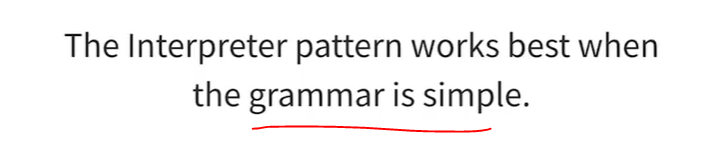 The Interpreter pattern works best when
the grammar is simple.